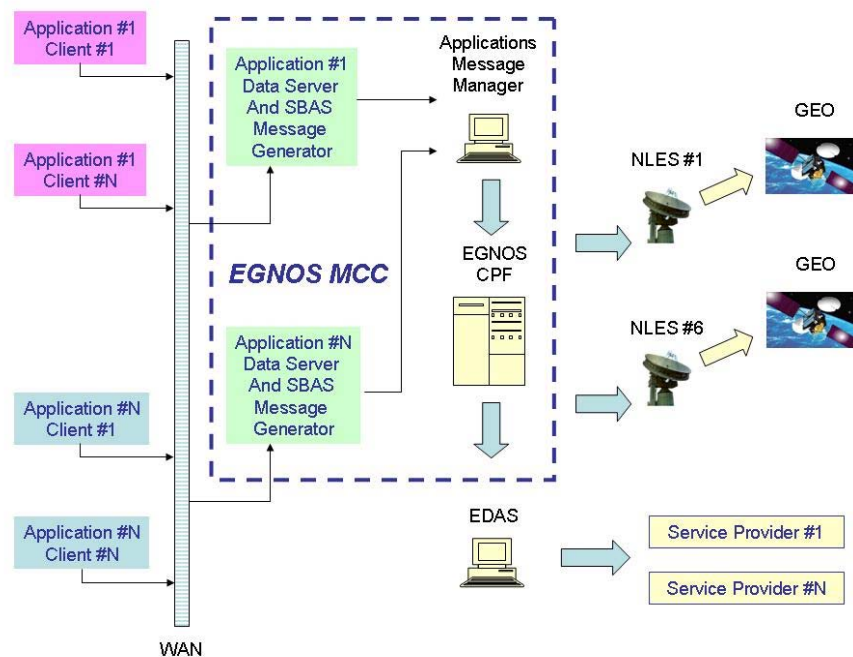 Application #1
Client #1
Application #1
Client #N
Application #N
Client #1
Application #N
Client #N
WAN
Application #1
Data Server
And SBAS
Message
Generator
EGNOS MCC
Application #N
Data Server
And SBAS
Message
Generator
Applications
Message
Manager
EGNOS
CPF
EDAS
NLES #1
GEO
NLES #6
GEO
Service Provider #1
Service Provider #N